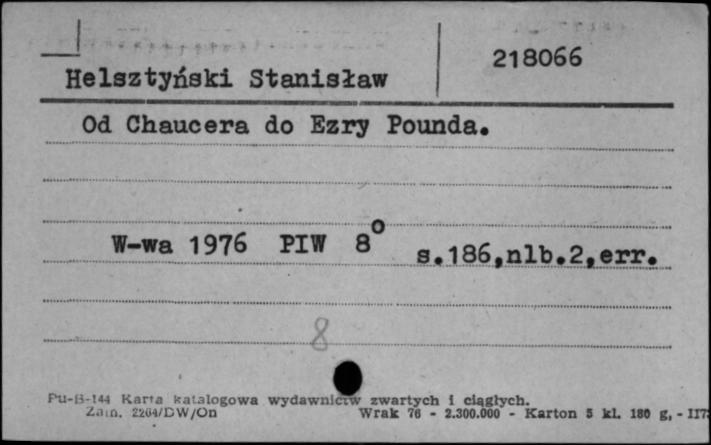 218066
Helsztyński Stanisław
Od Chaucera do Ezry Pounda.
W-wa 1976 PIW 8° s.186,nlb.2,err.
8
Pu-B-144 Karta katalogowa wydawnictw zwartych i ciągłych.
Zam. 2264/DW/On Wrak 76 - 2.300.000 - Karton 5 kl. 180 g, -